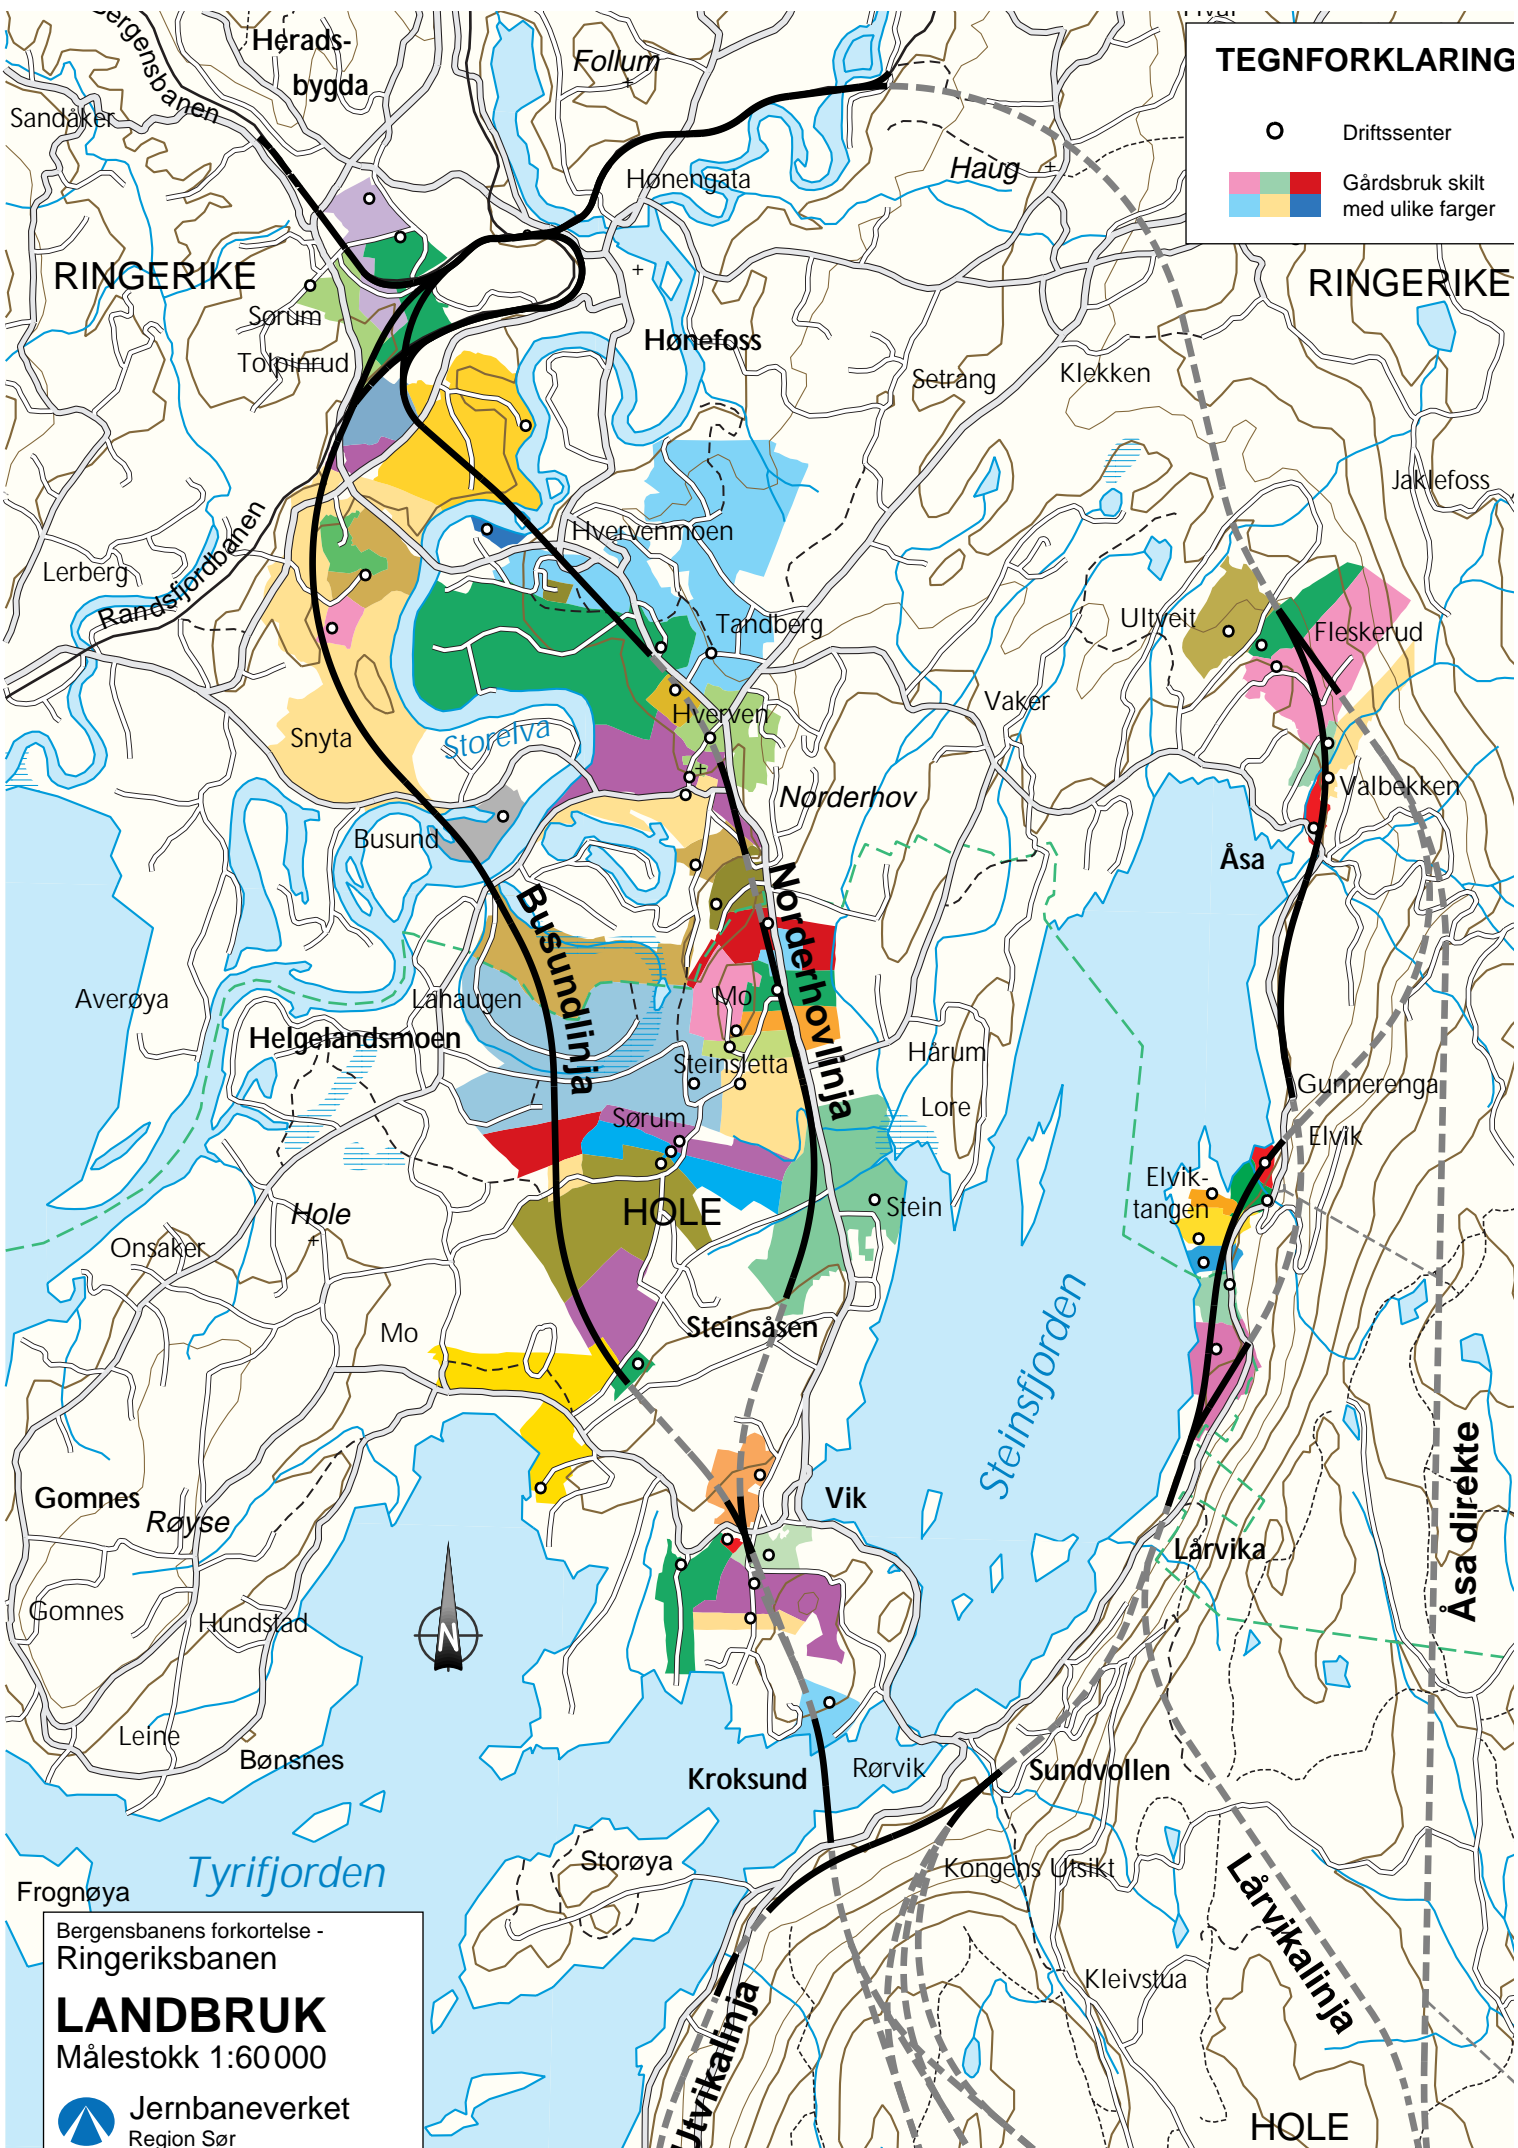 Bergensbanen
Herads-
bygda
Follum
TEGNFORKLARING
Sandåker
Driftssenter
Gårdsbruk skilt
med ulike farger
Haug
Hønengata
RINGERIKE
RINGERIKE
Sørum
Tolpinrud
Hønefoss
Setrang
Klekken
Jaklefoss
Hvervenmoen
Lerberg
Randsfjordbanen
Tandberg
Ultveit
Fleskerud
Snyta
Storelva
Hverven
Vaker
Valbekken
Norderhov
Busund
Åsa
Busundlinja
Norderhovlinja
Averøya
Lahaugen
Mo
Helgelandsmoen
Steinsletta
Hårum
Gunnerenga
Lore
Sørum
Elvik
Elvik-
tangen
Hole
HOLE
Stein
Onsaker
Steinsåsen
Mo
Steinsfjorden
Åsa direkte
Gomnes
Røyse
Vik
Lårvika
Gomnes
Hundstad
N
Leine
Bønsnes
Kroksund
Rørvik
Sundvollen
Storøya
Kongens Utsikt
Tyrifjorden
Frognøya
Lårvikalinja
Kleivstua
Utvikalinja
HOLE
Bergensbanens forkortelse -
Ringeriksbanen
LANDBRUK
Målestokk 1:60 000
Jernbaneverket
Region Sør